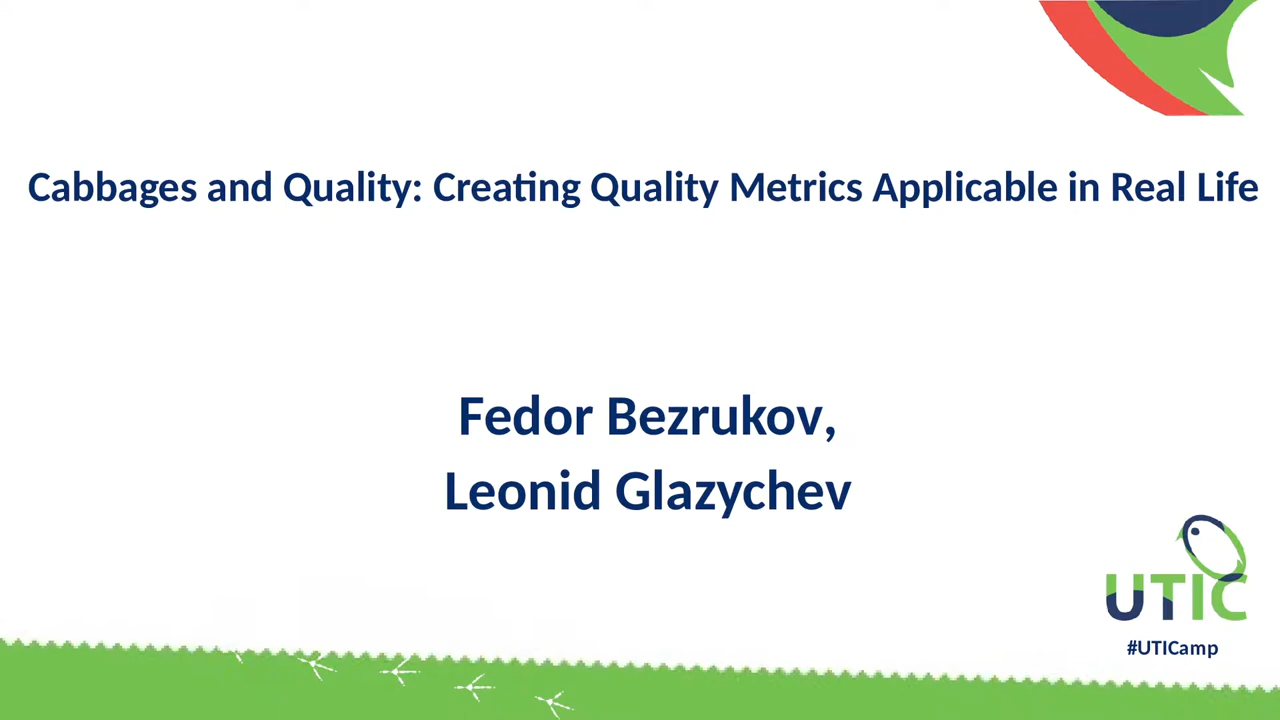 Cabbages and Quality: Creating Quality Metrics Applicable in Real Life
Fedor Bezrukov,
Leonid Glazychev
UTIC
#UTICamp